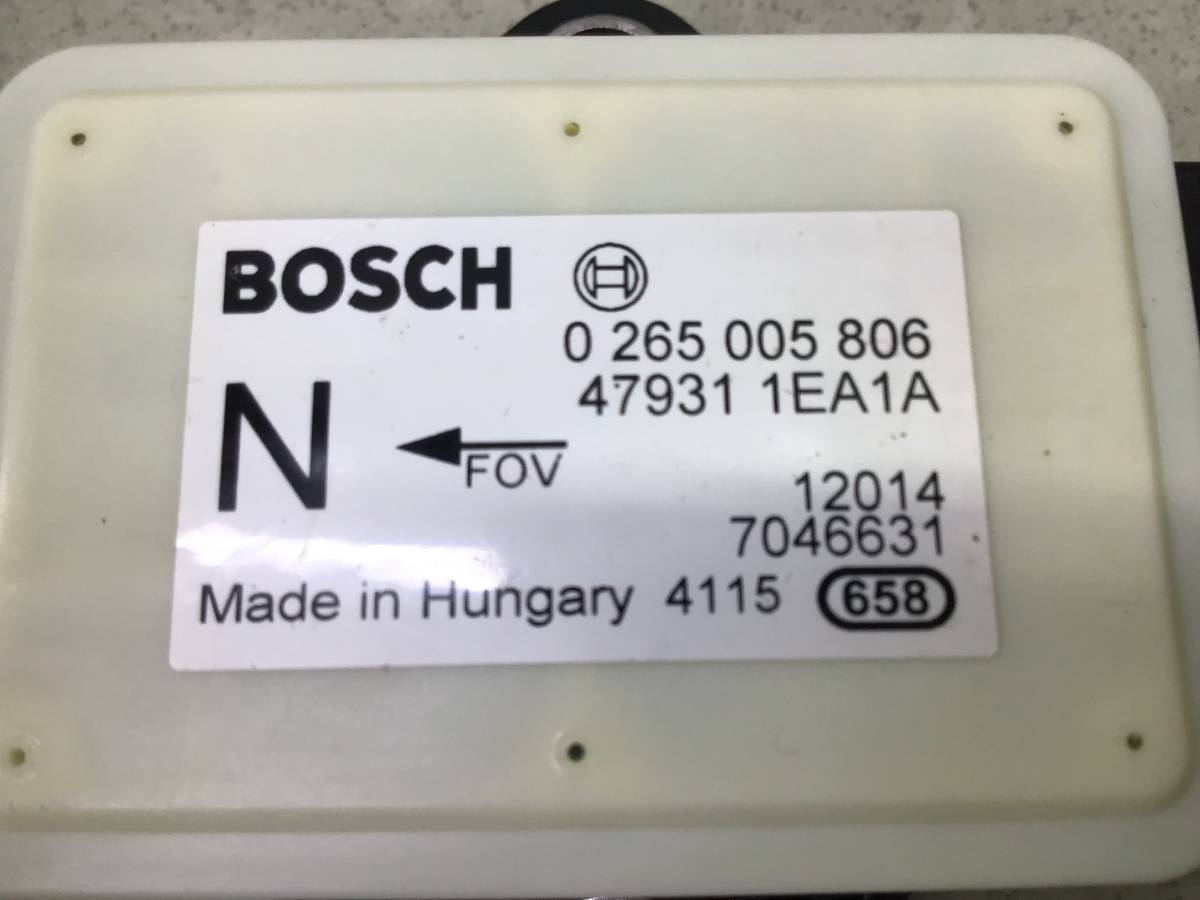 BOSCH
0 265 005 806
47931 1EA1A
N
FOV
12014
7046631
Made in Hungary 4115 658